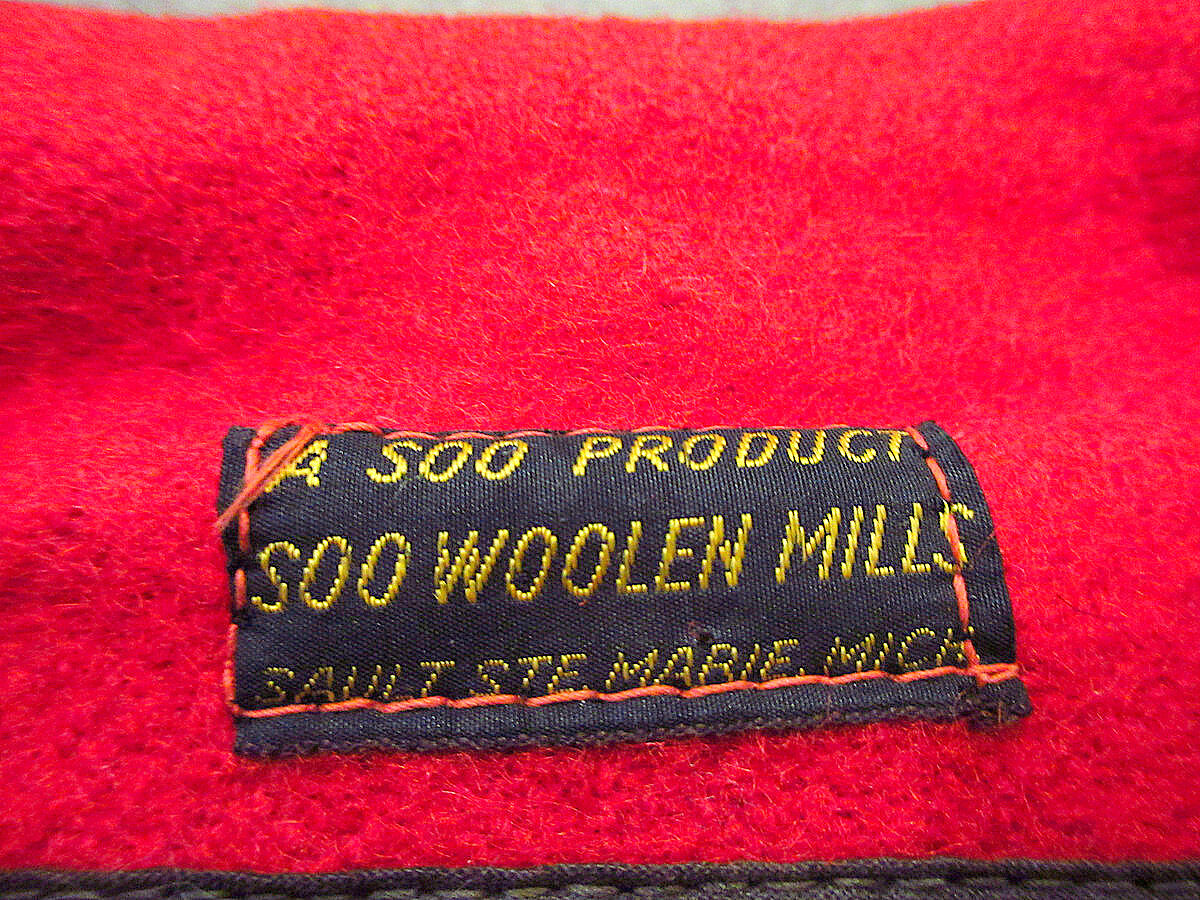 A SOO PRODUCT
SOO WOOLEN MILLS
SAULT STE MARIE, MICH